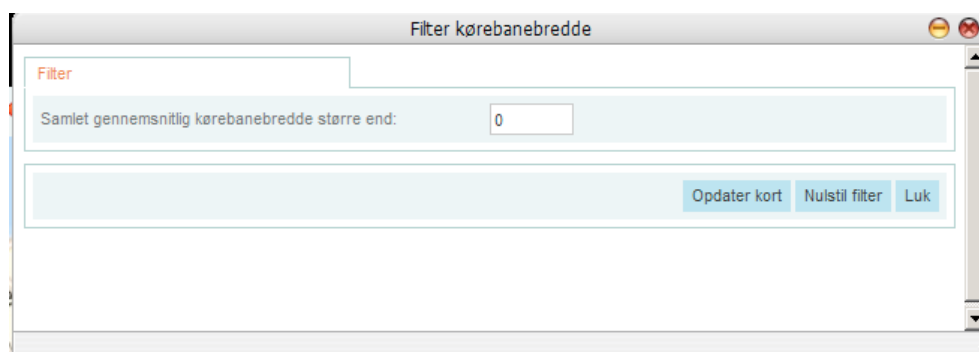 Filter kørebanebredde
Filter
Samlet gennemsnitlig kørebanebredde større end: 0
Opdater kort Nulstil filter Luk